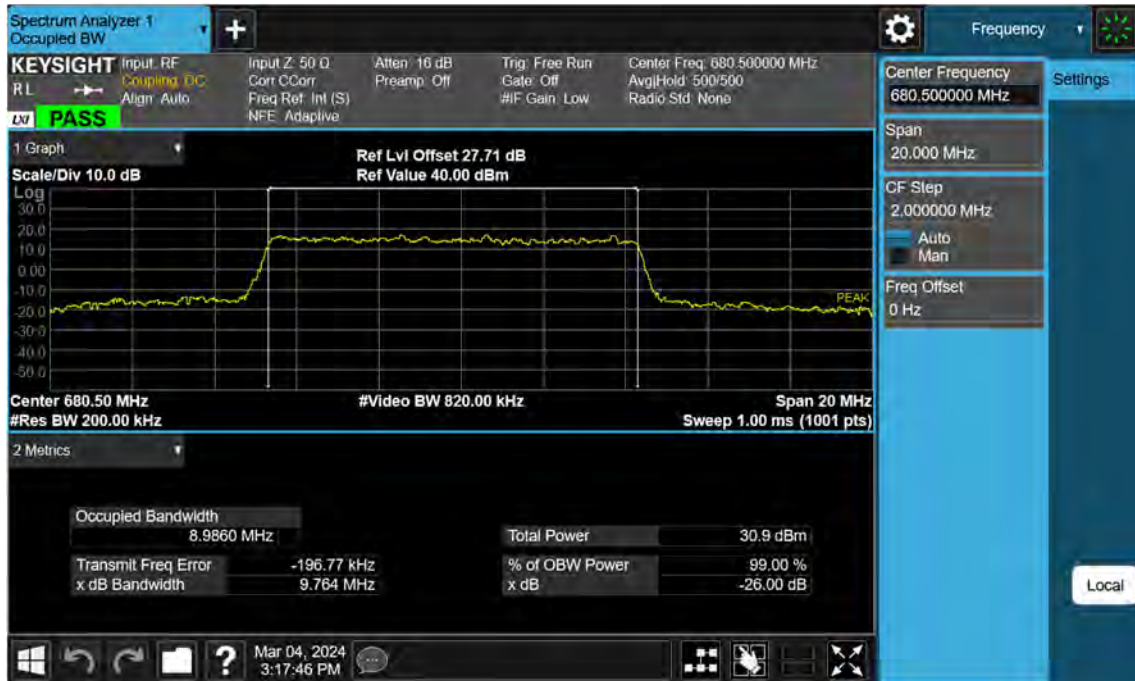 Spectrum Analyzer 1
Occupied BW
+
Frequency
KEYSIGHT
RL
LXI PASS
Input: RF
Coupling: DC
Align: Auto
Input Z: 50 Ω
Corr CCorr
Freq Ref: Int (S)
NFE: Adaptive
Atten: 16 dB
Preamp: Off
Trig: Free Run
Gate: Off
#IF Gain: Low
Center Freq: 680.500000 MHz
Avg|Hold: 500/500
Radio Std: None
Center Frequency
680.500000 MHz
Settings
Span
20.000 MHz
CF Step
2.000000 MHz
Auto
Man
Freq Offset
0 Hz
Local
1 Graph
Scale/Div 10.0 dB
Ref Lvl Offset 27.71 dB
Ref Value 40.00 dBm
Log
30.0
20.0
10.0
0.00
-10.0
-20.0
-30.0
-40.0
-50.0
PEAK
Center 680.50 MHz
#Video BW 820.00 kHz
Span 20 MHz
#Res BW 200.00 kHz
Sweep 1.00 ms (1001 pts)
2 Metrics
Occupied Bandwidth
8.9860 MHz
Total Power 30.9 dBm
Transmit Freq Error -196.77 kHz
% of OBW Power 99.00 %
x dB Bandwidth 9.764 MHz
x dB -26.00 dB
?
Mar 04, 2024
3:17:46 PM